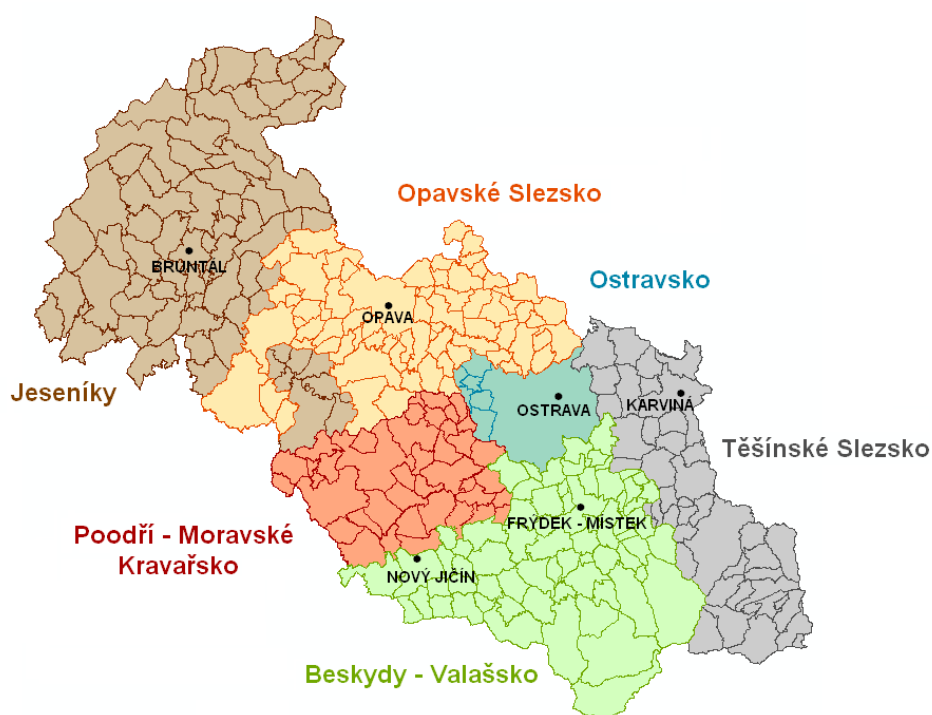 Opavské Slezsko
BRUNTÁL
Ostravsko
OPAVA
Jeseníky
OSTRAVA
KARVINÁ
Těšínské Slezsko
Poodří - Moravské
Kravařsko
FRÝDEK - MÍSTEK
NOVÝ JIČÍN
Beskydy - Valašsko